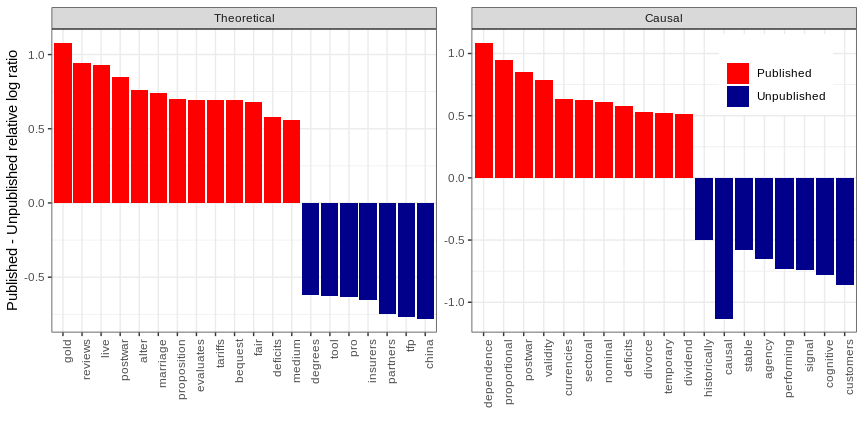 Theoretical
Causal
Published - Unpublished relative log ratio
1.0
0.5
0.0
-0.5
1.0
0.5
0.0
-0.5
-1.0
Published
Unpublished
gold
reviews
live
postwar
alter
marriage
proposition
evaluates
tariffs
bequest
fair
deficits
medium
degrees
tool
pro
insurers
partners
tfp
china
dependence
proportional
postwar
validity
currencies
sectoral
nominal
deficits
divorce
temporary
dividend
historically
causal
stable
agency
performing
signal
cognitive
customers